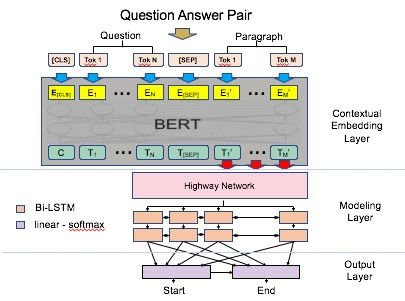 Question Answer Pair
Question Paragraph
[CLS] Tok 1 Tok N [SEP] Tok 1 Tok M
E[CLS] E1 ... EN E[SEP] E1' ... EM'
BERT
Contextual
Embedding
Layer
C T1 ... TN T[SEP] T1' ... TM'
Highway Network
Bi-LSTM
linear - softmax
Modeling
Layer
Output
Layer
Start End